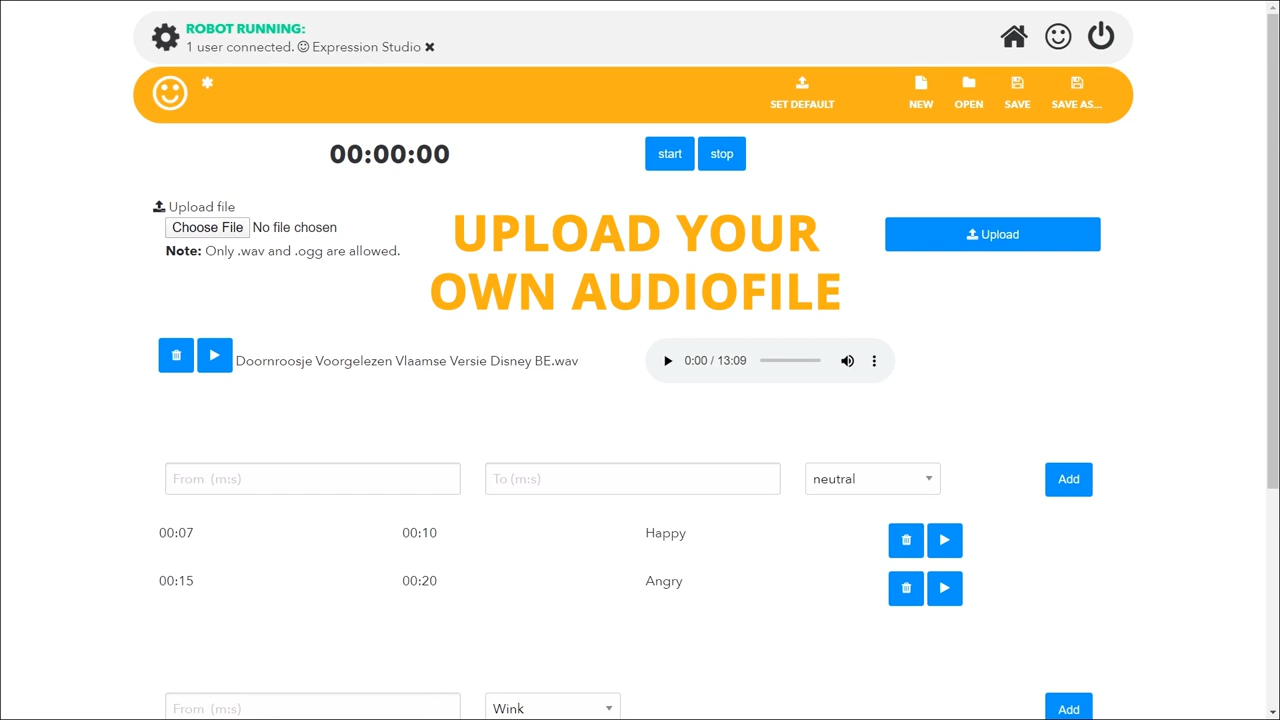 ROBOT RUNNING:
1 user connected. Expression Studio
SET DEFAULT
NEW
OPEN
SAVE
SAVE AS...
00:00:00
start
stop
Upload file
Choose File No file chosen
Note: Only .wav and .ogg are allowed.
UPLOAD YOUR
OWN AUDIOFILE
Upload
Doornroosje Voorgelezen Vlaamse Versie Disney BE.wav
0:00 / 13:09
From (m:s)
To (m:s)
neutral
Add
00:07 00:10 Happy
00:15 00:20 Angry
From (m:s)
Wink
Add